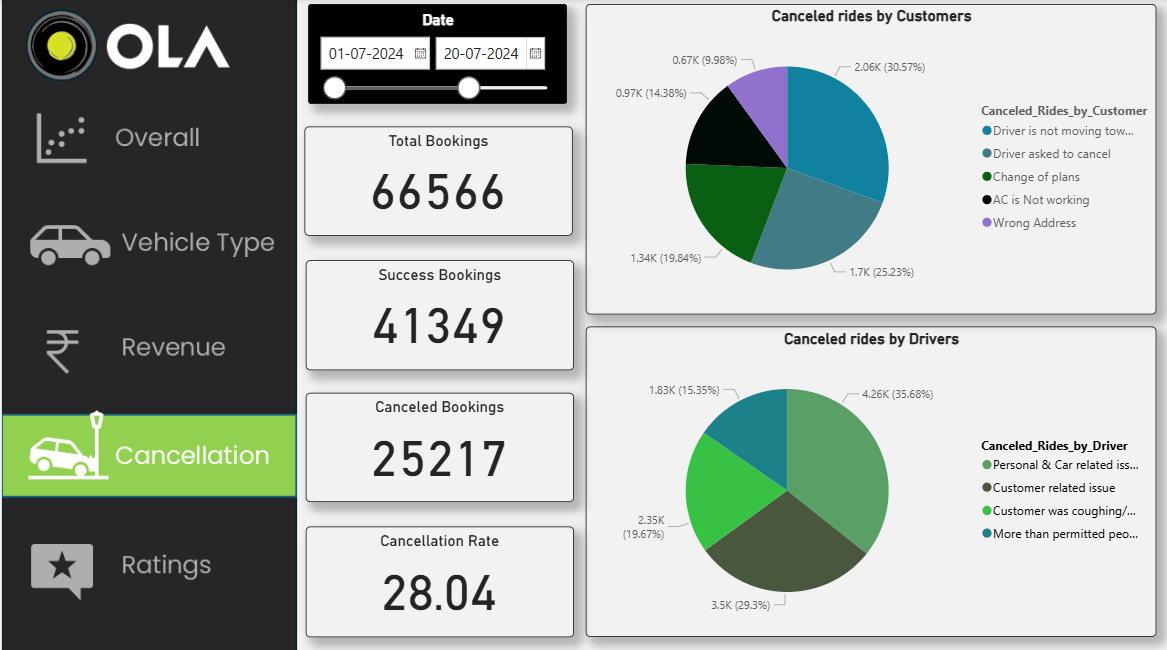 OLA
Overall
Vehicle Type
Revenue
Cancellation
Ratings
Date
01-07-2024
20-07-2024
Total Bookings
66566
Success Bookings
41349
Canceled Bookings
25217
Cancellation Rate
28.04
Canceled rides by Customers
0.67K (9.98%)
2.06K (30.57%)
0.97K (14.38%)
1.34K (19.84%)
1.7K (25.23%)
Canceled_Rides_by_Customer
Driver is not moving tow...
Driver asked to cancel
Change of plans
AC is Not working
Wrong Address
Canceled rides by Drivers
1.83K (15.35%)
4.26K (35.68%)
2.35K
(19.67%)
3.5K (29.3%)
Canceled_Rides_by_Driver
Personal & Car related iss...
Customer related issue
Customer was coughing/...
More than permitted peo...